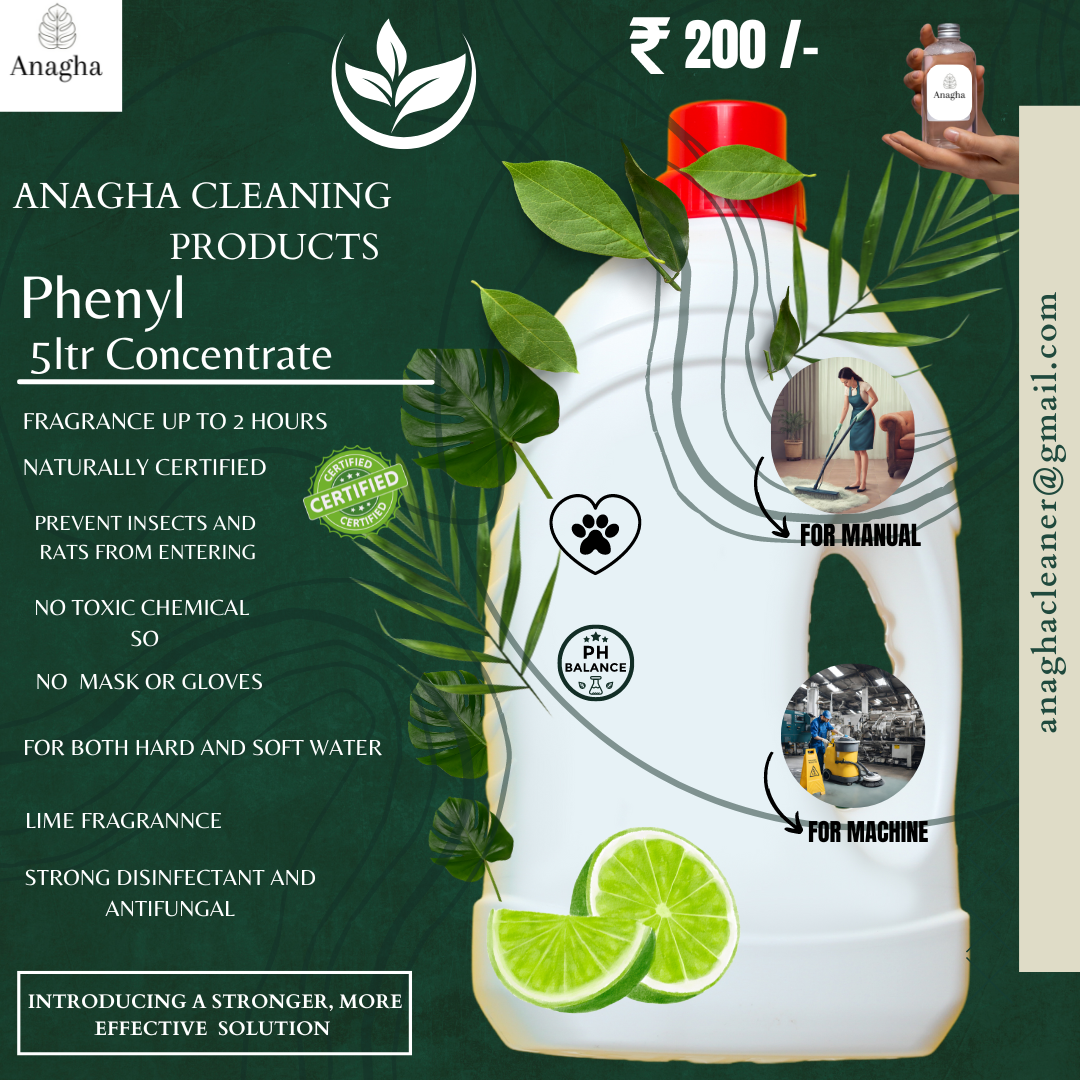 Anagha
₹ 200 /-
Anagha
ANAGHA CLEANING
PRODUCTS
Phenyl
5ltr Concentrate
FRAGRANCE UP TO 2 HOURS
NATURALLY CERTIFIED
CERTIFIED
CERTIFIED
CERTIFIED
PREVENT INSECTS AND
RATS FROM ENTERING
NO TOXIC CHEMICAL
SO
NO MASK OR GLOVES
FOR BOTH HARD AND SOFT WATER
LIME FRAGRANNCE
STRONG DISINFECTANT AND
ANTIFUNGAL
INTRODUCING A STRONGER, MORE
EFFECTIVE SOLUTION
FOR MANUAL
PH
BALANCE
FOR MACHINE
anaghacleaner@gmail.com